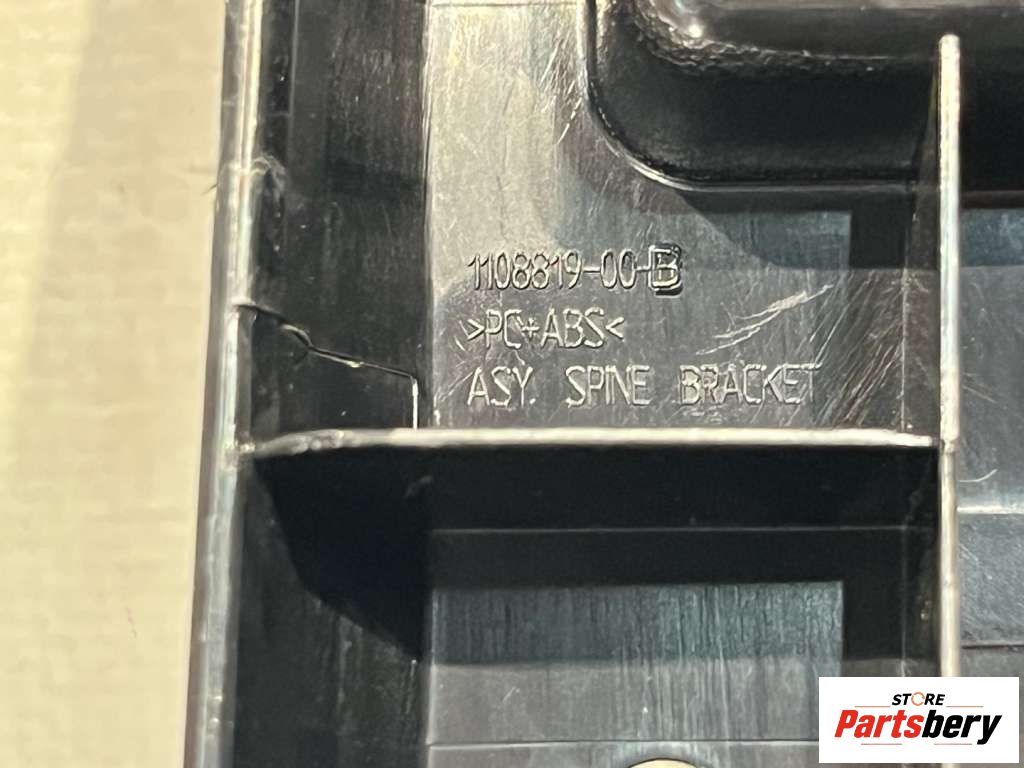 1108819-00-B
>PC+ABS<
ASY. SPINE BRACKET
STORE
Partsbery